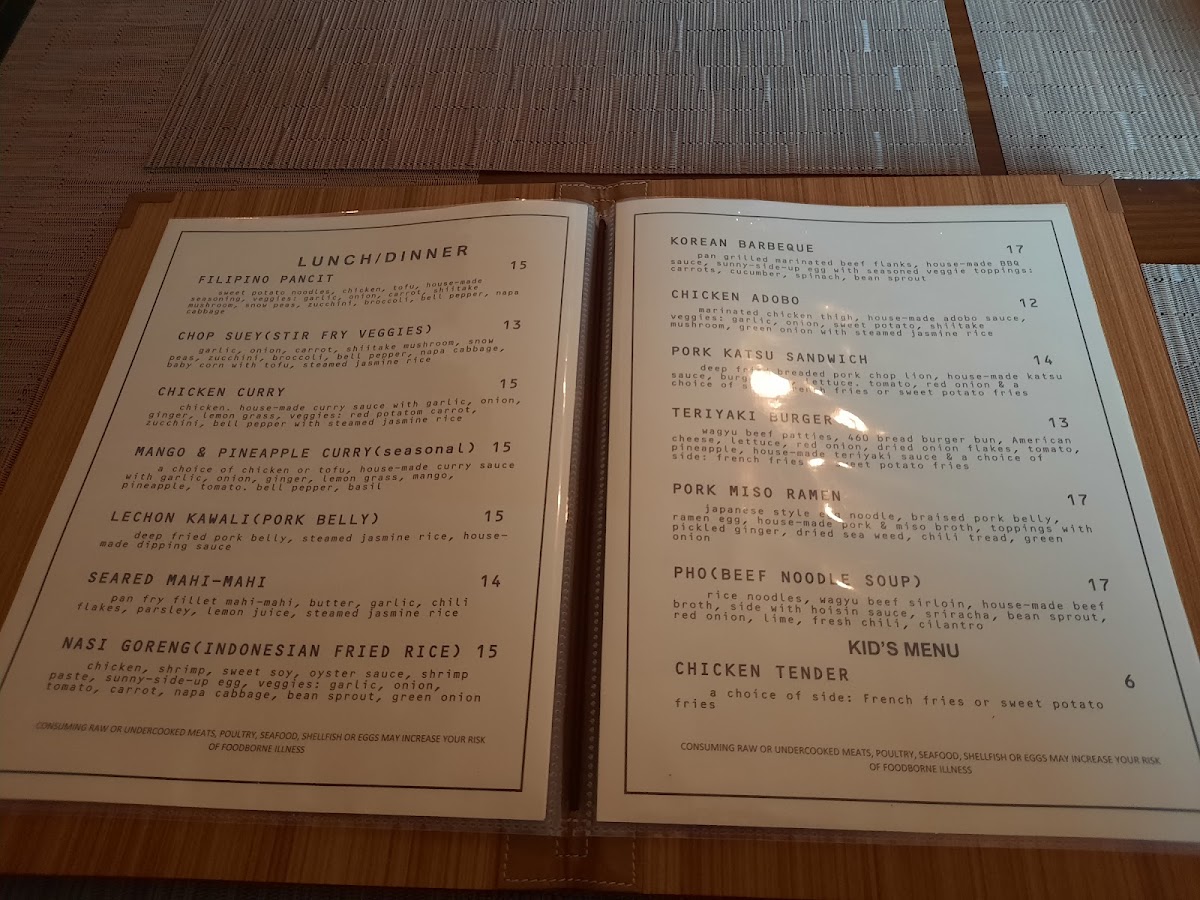 LUNCH/DINNER
FILIPINO PANCIT 15
sweet potato noodles, chicken, tofu, house-made
seasoning, veggies: garlic, onion, carrot, shiitake
mushroom, snow peas, zucchini, broccoli, bell pepper, napa
cabbage
CHOP SUEY(STIR FRY VEGGIES) 13
garlic, onion, carrot, shiitake mushroom, snow
peas, zucchini, broccoli, bell pepper, napa cabbage,
baby corn with tofu, steamed jasmine rice
CHICKEN CURRY 15
chicken. house-made curry sauce with garlic, onion,
ginger, lemon grass, veggies: red potatom carrot,
zucchini, bell pepper with steamed jasmine rice
MANGO & PINEAPPLE CURRY(seasonal) 15
a choice of chicken or tofu, house-made curry sauce
with garlic, onion, ginger, lemon grass, mango,
pineapple, tomato. bell pepper, basil
LECHON KAWALI(PORK BELLY) 15
deep fried pork belly, steamed jasmine rice, house-
made dipping sauce
SEARED MAHI-MAHI 14
pan fry fillet mahi-mahi, butter, garlic, chili
flakes, parsley, lemon juice, steamed jasmine rice
NASI GORENG(INDONESIAN FRIED RICE) 15
chicken, shrimp, sweet soy, oyster sauce, shrimp
paste, sunny-side-up egg, veggies: garlic, onion,
tomato, carrot, napa cabbage, bean sprout, green onion
CONSUMING RAW OR UNDERCOOKED MEATS, POULTRY, SEAFOOD, SHELLFISH OR EGGS MAY INCREASE YOUR RISK
OF FOODBORNE ILLNESS
KOREAN BARBEQUE 17
pan grilled marinated beef flanks, house-made BBQ
sauce, sunny-side-up egg with seasoned veggie toppings:
carrots, cucumber, spinach, bean sprout
CHICKEN ADOBO 12
marinated chicken thigh, house-made adobo sauce,
veggies: garlic, onion, sweet potato, shiitake
mushroom, green onion with steamed jasmine rice
PORK KATSU SANDWICH 14
deep fried breaded pork chop lion, house-made katsu
sauce, lettuce. tomato, red onion & a
choice of fries or sweet potato fries
TERIYAKI BURGER 13
wagyu beef patties, 460 bread burger bun, American
cheese, lettuce, red onion, dried onion flakes, tomato,
pineapple, house-made teriyaki sauce & a choice of
side: french fries sweet potato fries
PORK MISO RAMEN 17
japanese style egg noodle, braised pork belly,
ramen egg, house-made pork & miso broth, toppings with
pickled ginger, dried sea weed, chili tread, green
onion
PHO(BEEF NOODLE SOUP) 17
rice noodles, wagyu beef sirloin, house-made beef
broth, side with hoisin sauce, sriracha, bean sprout,
red onion, lime, fresh chili, cilantro
KID'S MENU
CHICKEN TENDER 6
a choice of side: French fries or sweet potato
fries
CONSUMING RAW OR UNDERCOOKED MEATS, POULTRY, SEAFOOD, SHELLFISH OR EGGS MAY INCREASE YOUR RISK
OF FOODBORNE ILLNESS